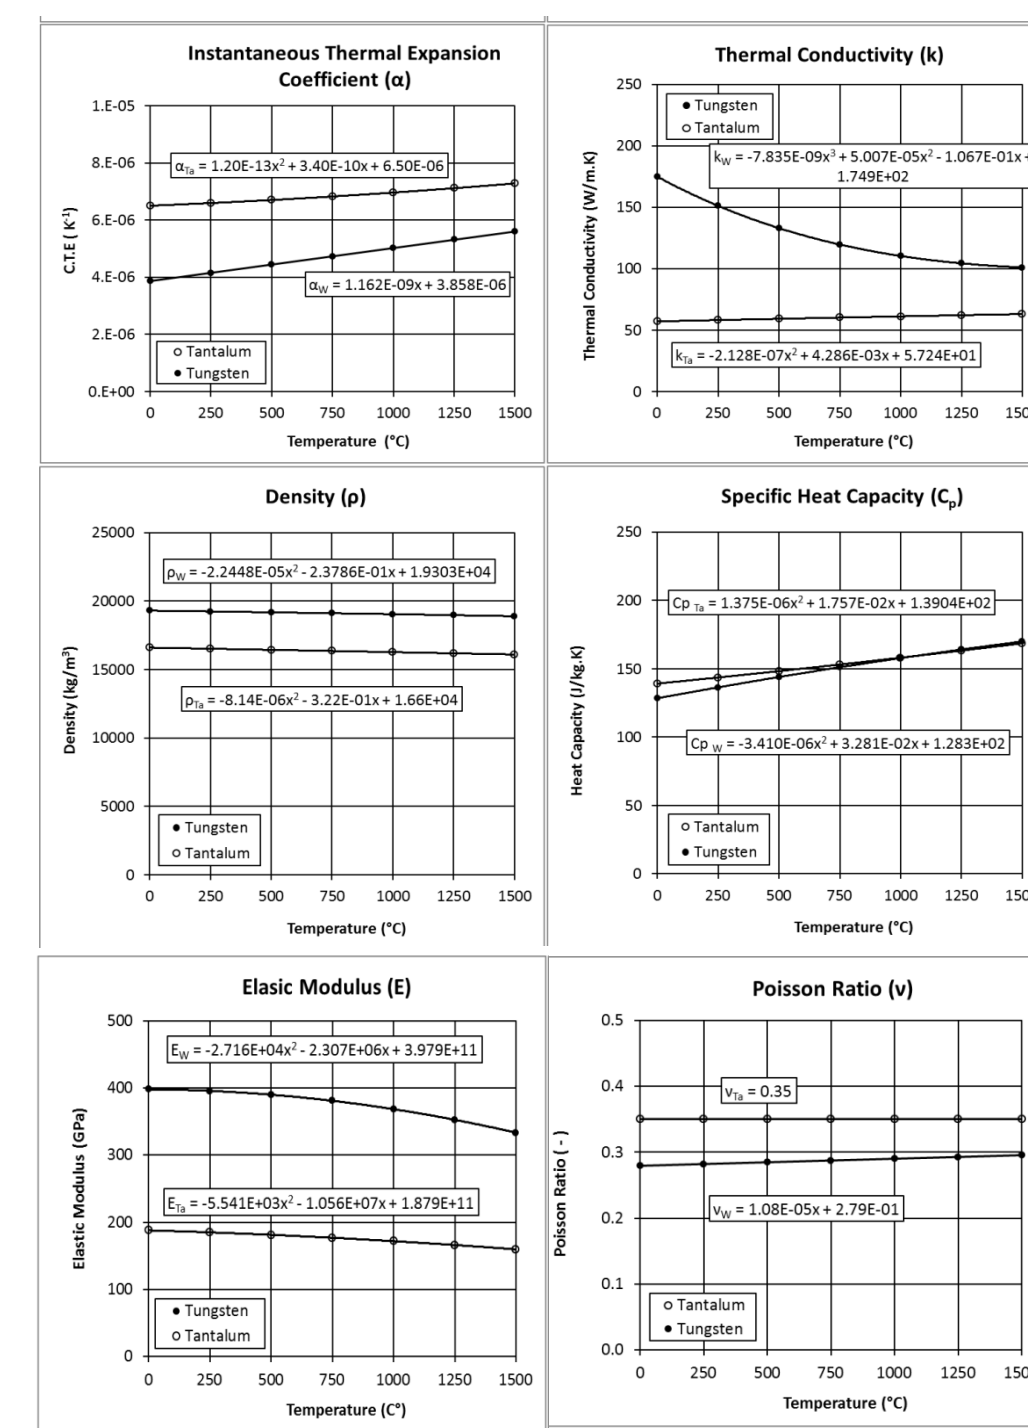 Instantaneous Thermal Expansion
Coefficient (α)
1.E-05
8.E-06
6.E-06
4.E-06
2.E-06
0.E+00
C.T.E ( K⁻¹)
α_Ta = 1.20E-13x² + 3.40E-10x + 6.50E-06
α_W = 1.162E-09x + 3.858E-06
Tantalum
Tungsten
0 250 500 750 1000 1250 1500
Temperature (°C)
Thermal Conductivity (k)
250
200
150
100
50
0
Thermal Conductivity (W/m.K)
Tungsten
Tantalum
k_W = -7.835E-09x³ + 5.007E-05x² - 1.067E-01x +
1.749E+02
k_Ta = -2.128E-07x² + 4.286E-03x + 5.724E+01
0 250 500 750 1000 1250 150
Temperature (°C)
Density (ρ)
25000
20000
15000
10000
5000
0
Density (kg/m³)
ρ_W = -2.2448E-05x² - 2.3786E-01x + 1.9303E+04
ρ_Ta = -8.14E-06x² - 3.22E-01x + 1.66E+04
Tungsten
Tantalum
0 250 500 750 1000 1250 1500
Temperature (°C)
Specific Heat Capacity (C_p)
250
200
150
100
50
0
Heat Capacity (J/kg.K)
Cp _Ta = 1.375E-06x² + 1.757E-02x + 1.3904E+02
Cp _W = -3.410E-06x² + 3.281E-02x + 1.283E+02
Tantalum
Tungsten
0 250 500 750 1000 1250 150
Temperature (°C)
Elasic Modulus (E)
500
400
300
200
100
0
Elastic Modulus (GPa)
E_W = -2.716E+04x² - 2.307E+06x + 3.979E+11
E_Ta = -5.541E+03x² - 1.056E+07x + 1.879E+11
Tungsten
Tantalum
0 250 500 750 1000 1250 1500
Temperature (C°)
Poisson Ratio (ν)
0.5
0.4
0.3
0.2
0.1
0.0
Poisson Ratio ( - )
ν_Ta = 0.35
ν_W = 1.08E-05x + 2.79E-01
Tantalum
Tungsten
0 250 500 750 1000 1250 150
Temperature (°C)